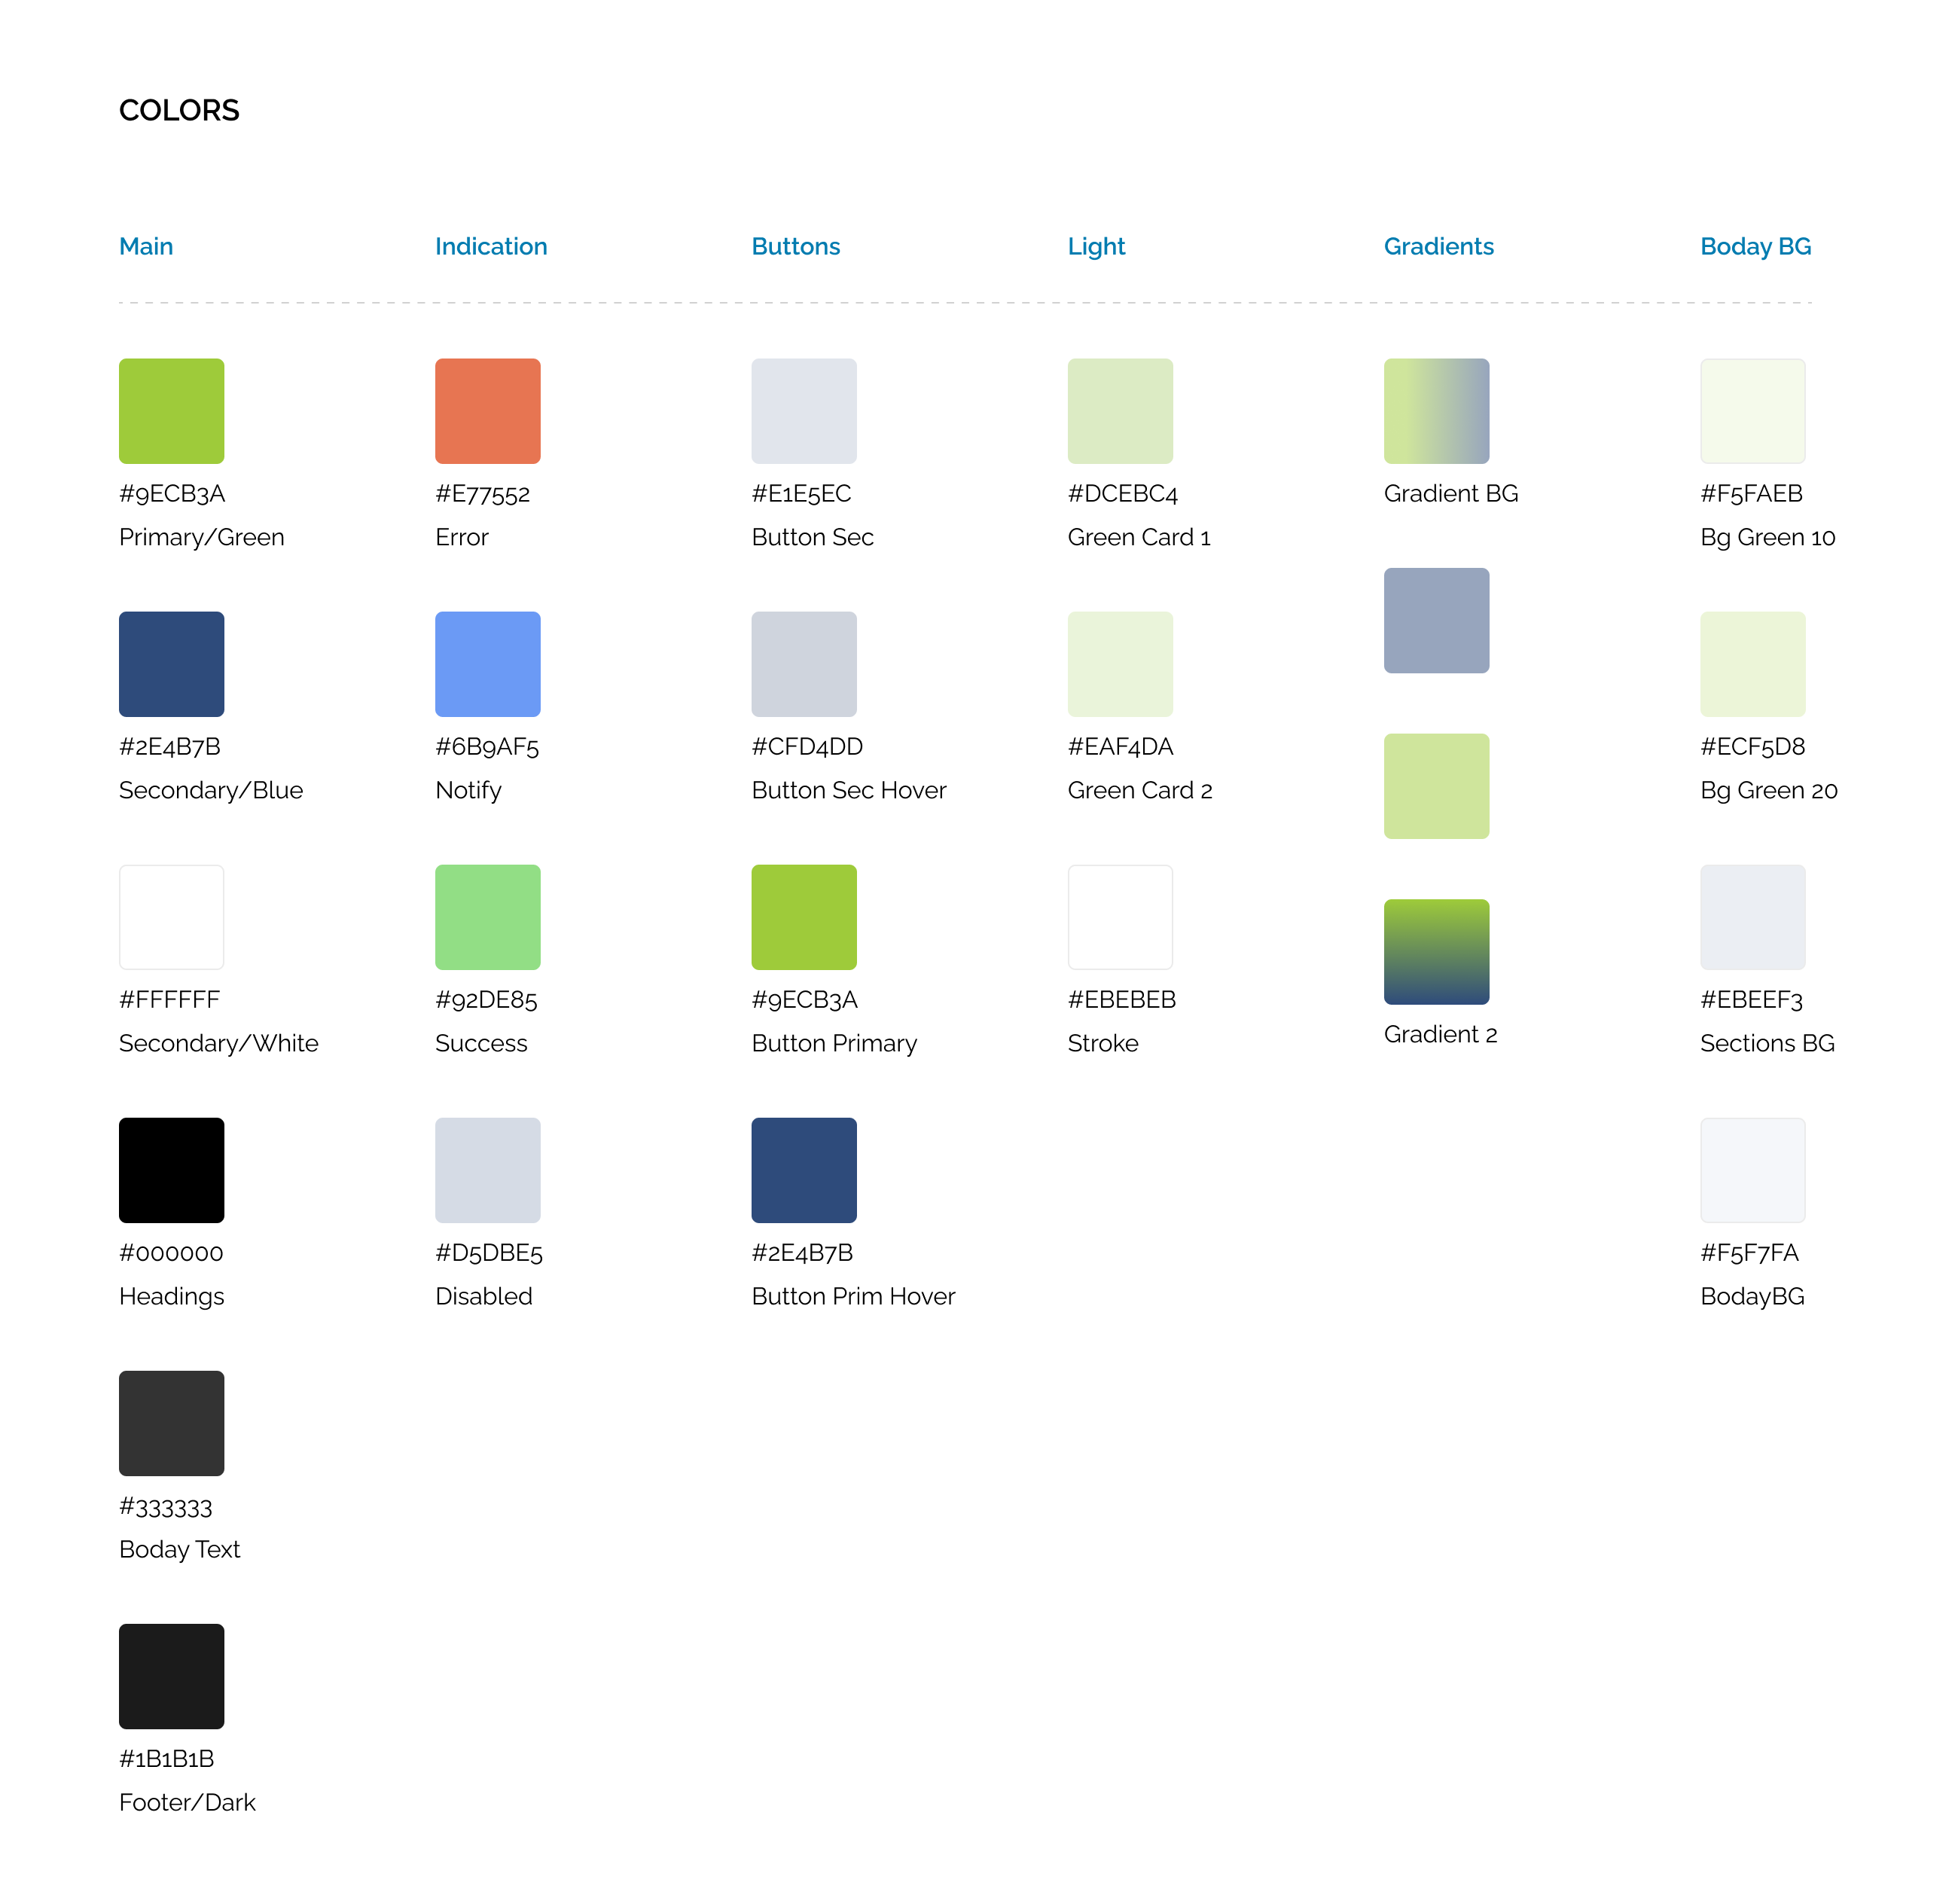 COLORS
Main
Indication
Buttons
Light
Gradients
Boday BG
#9ECB3A
Primary/Green
#E77552
Error
#E1E5EC
Button Sec
#DCEBC4
Green Card 1
Gradient BG
#F5FAEB
Bg Green 10
#2E4B7B
Secondary/Blue
#6B9AF5
Notify
#CFD4DD
Button Sec Hover
#EAF4DA
Green Card 2
#ECF5D8
Bg Green 20
#FFFFFF
Secondary/White
#92DE85
Success
#9ECB3A
Button Primary
#EBEBEB
Stroke
Gradient 2
#EBEEF3
Sections BG
#000000
Headings
#D5DBE5
Disabled
#2E4B7B
Button Prim Hover
#F5F7FA
BodayBG
#333333
Boday Text
#1B1B1B
Footer/Dark